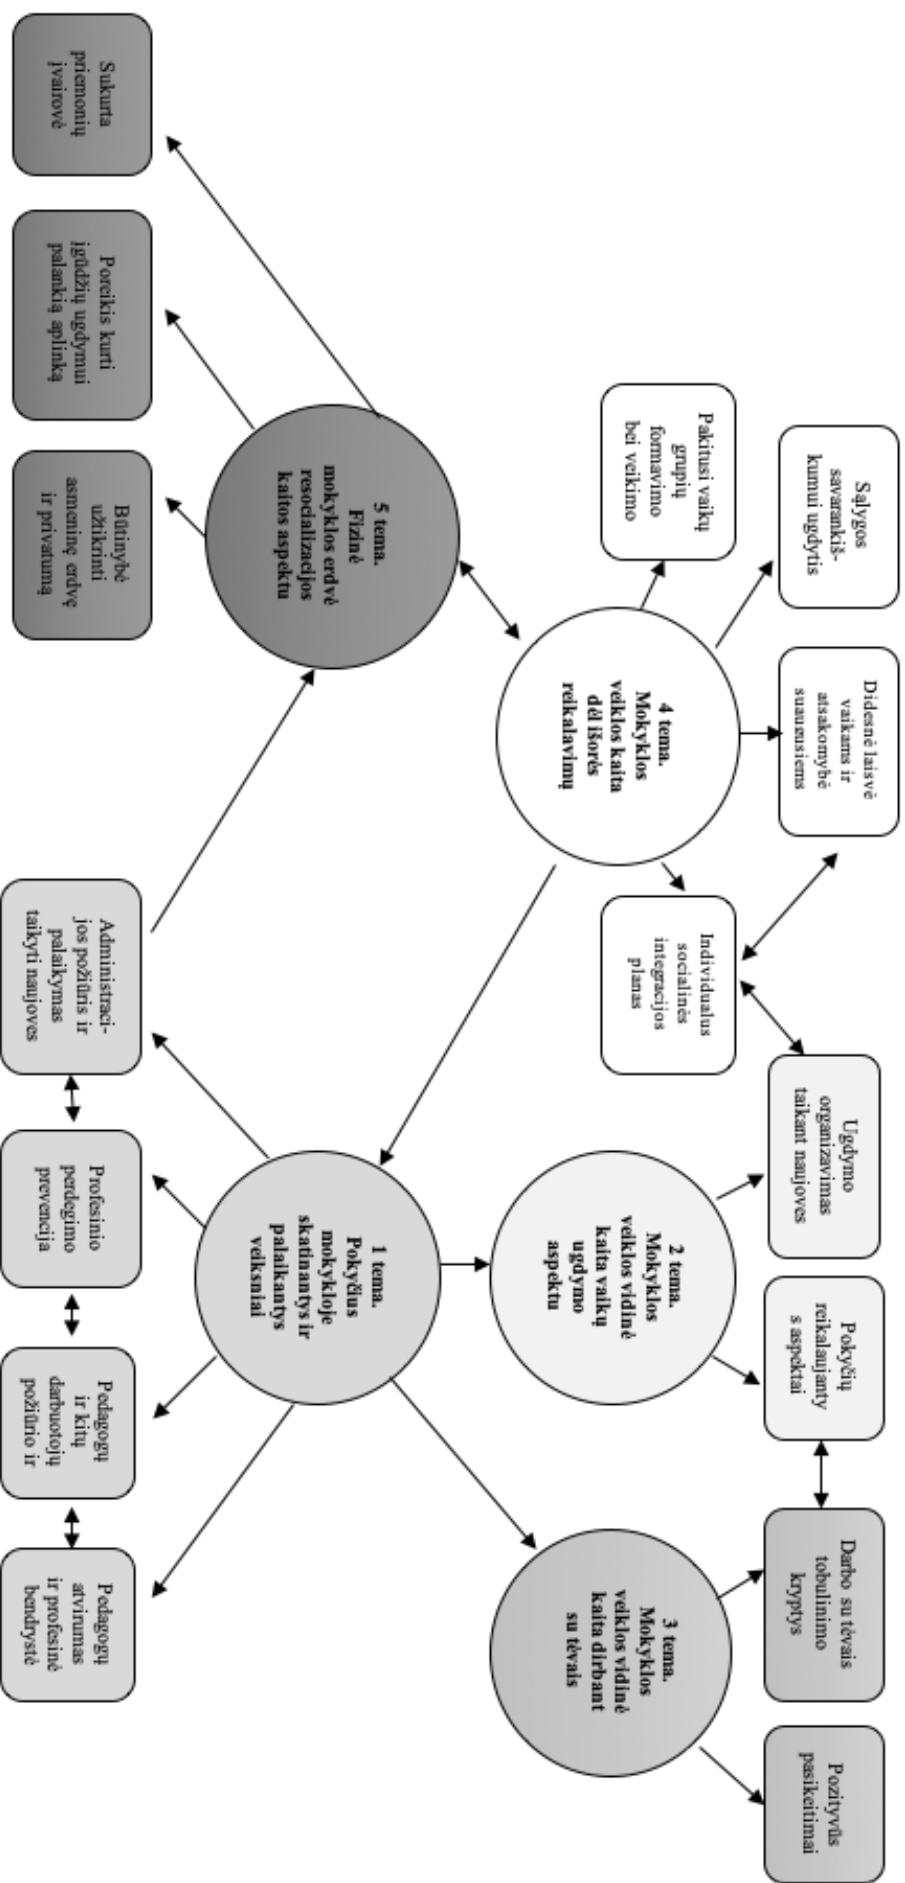 Sąlygos
savarankiš-
kumui ugdytis
Didesnė laisvė
vaikams ir
atsakomybė
suaugusiems
Ugdymo
organizavimas
taikant naujoves
Pokyčių
reikalaujanty
s aspektai
Darbo su tėvais
tobulinimo
kryptys
Pozityvūs
pasikeitimai
Pakitusi vaikų
grupių
formavimo
bei veikimo
Individualus
socialinės
integracijos
planas
4 tema.
Mokyklos
veiklos kaita
dėl išorės
reikalavimų
2 tema.
Mokyklos
veiklos vidinė
kaita vaikų
ugdymo
aspektu
3 tema.
Mokyklos
veiklos vidinė
kaita dirbant
su tėvais
5 tema.
Fizinė
mokyklos erdvė
resocializacijos
kaitos aspektu
1 tema.
Pokyčius
mokykloje
skatinantys ir
palaikantys
veiksniai
Sukurta
priemonių
įvairovė
Poreikis kurti
įgūdžių ugdymui
palankią aplinką
Būtinybė
užtikrinti
asmeninę erdvę
ir privatumą
Administraci-
jos požiūris ir
palaikymas
taikyti naujoves
Profesinio
perdegimo
prevencija
Pedagogų
ir kitų
darbuotojų
požiūrio ir
Pedagogų
atvirumas
ir profesinė
bendrystė